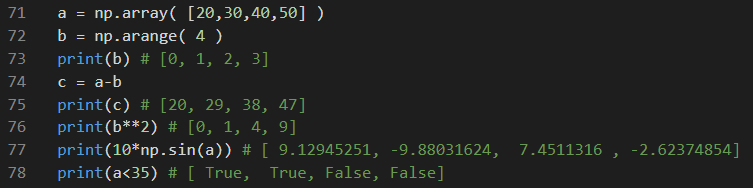 71 a = np.array( [20,30,40,50] )
72 b = np.arange( 4 )
73 print(b) # [0, 1, 2, 3]
74 c = a-b
75 print(c) # [20, 29, 38, 47]
76 print(b**2) # [0, 1, 4, 9]
77 print(10*np.sin(a)) # [ 9.12945251, -9.88031624,  7.4511316 , -2.62374854]
78 print(a<35) # [ True,  True, False, False]